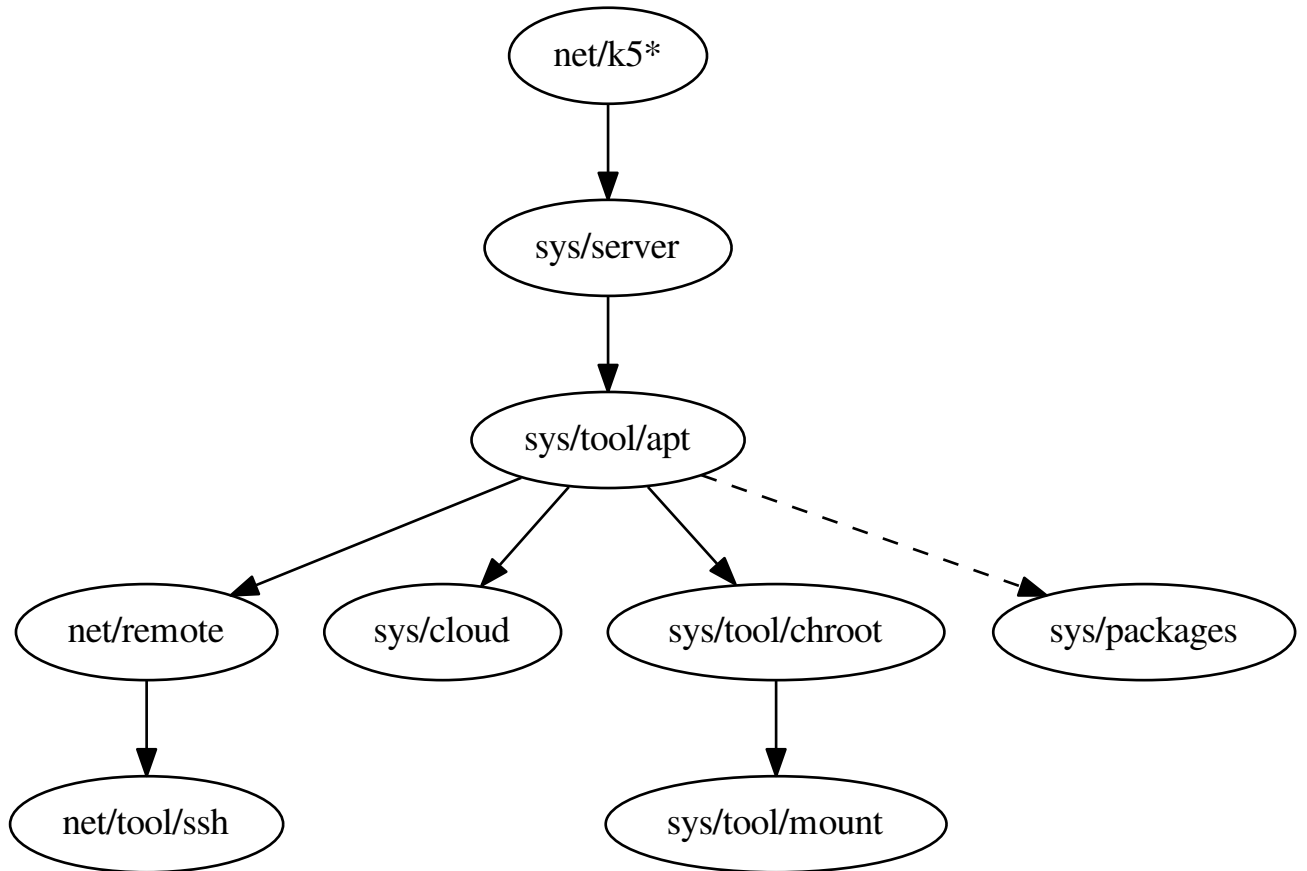 net/k5*
sys/server
sys/tool/apt
net/remote
sys/cloud
sys/tool/chroot
sys/packages
net/tool/ssh
sys/tool/mount